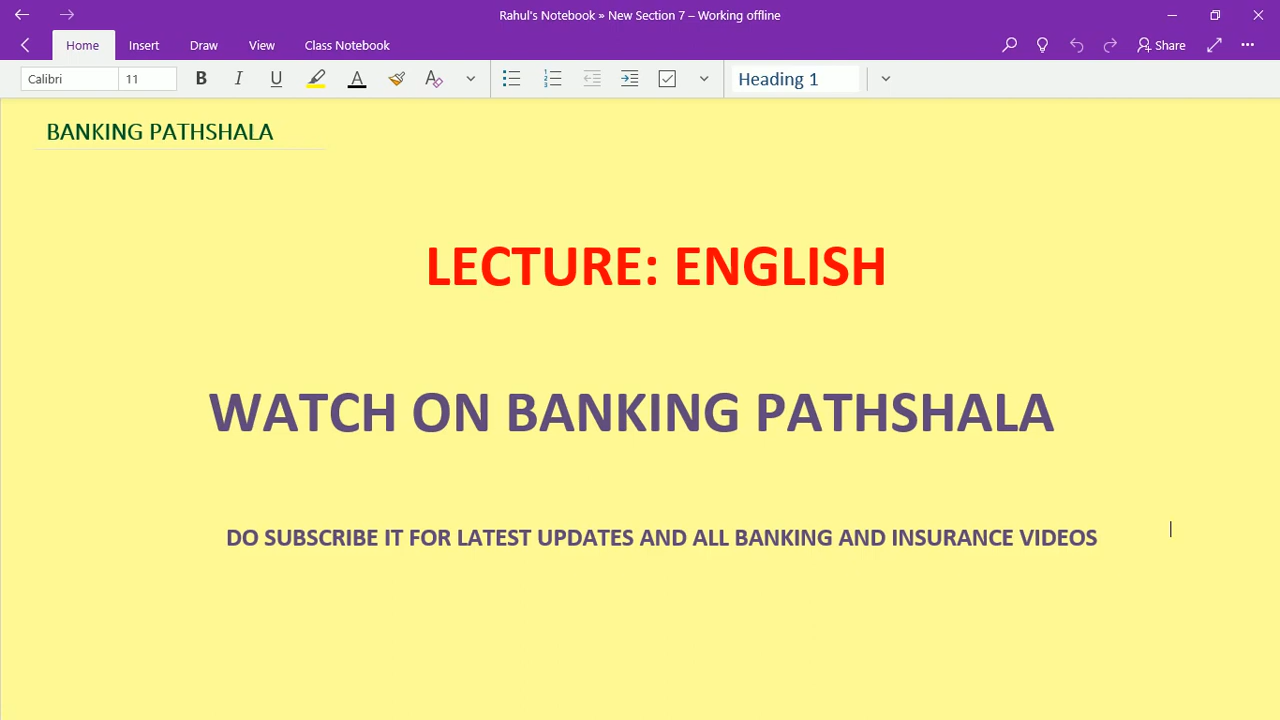 Rahul's Notebook » New Section 7 – Working offline
Home Insert Draw View Class Notebook Share
Calibri 11 B I U A A Heading 1
BANKING PATHSHALA
LECTURE: ENGLISH
WATCH ON BANKING PATHSHALA
DO SUBSCRIBE IT FOR LATEST UPDATES AND ALL BANKING AND INSURANCE VIDEOS